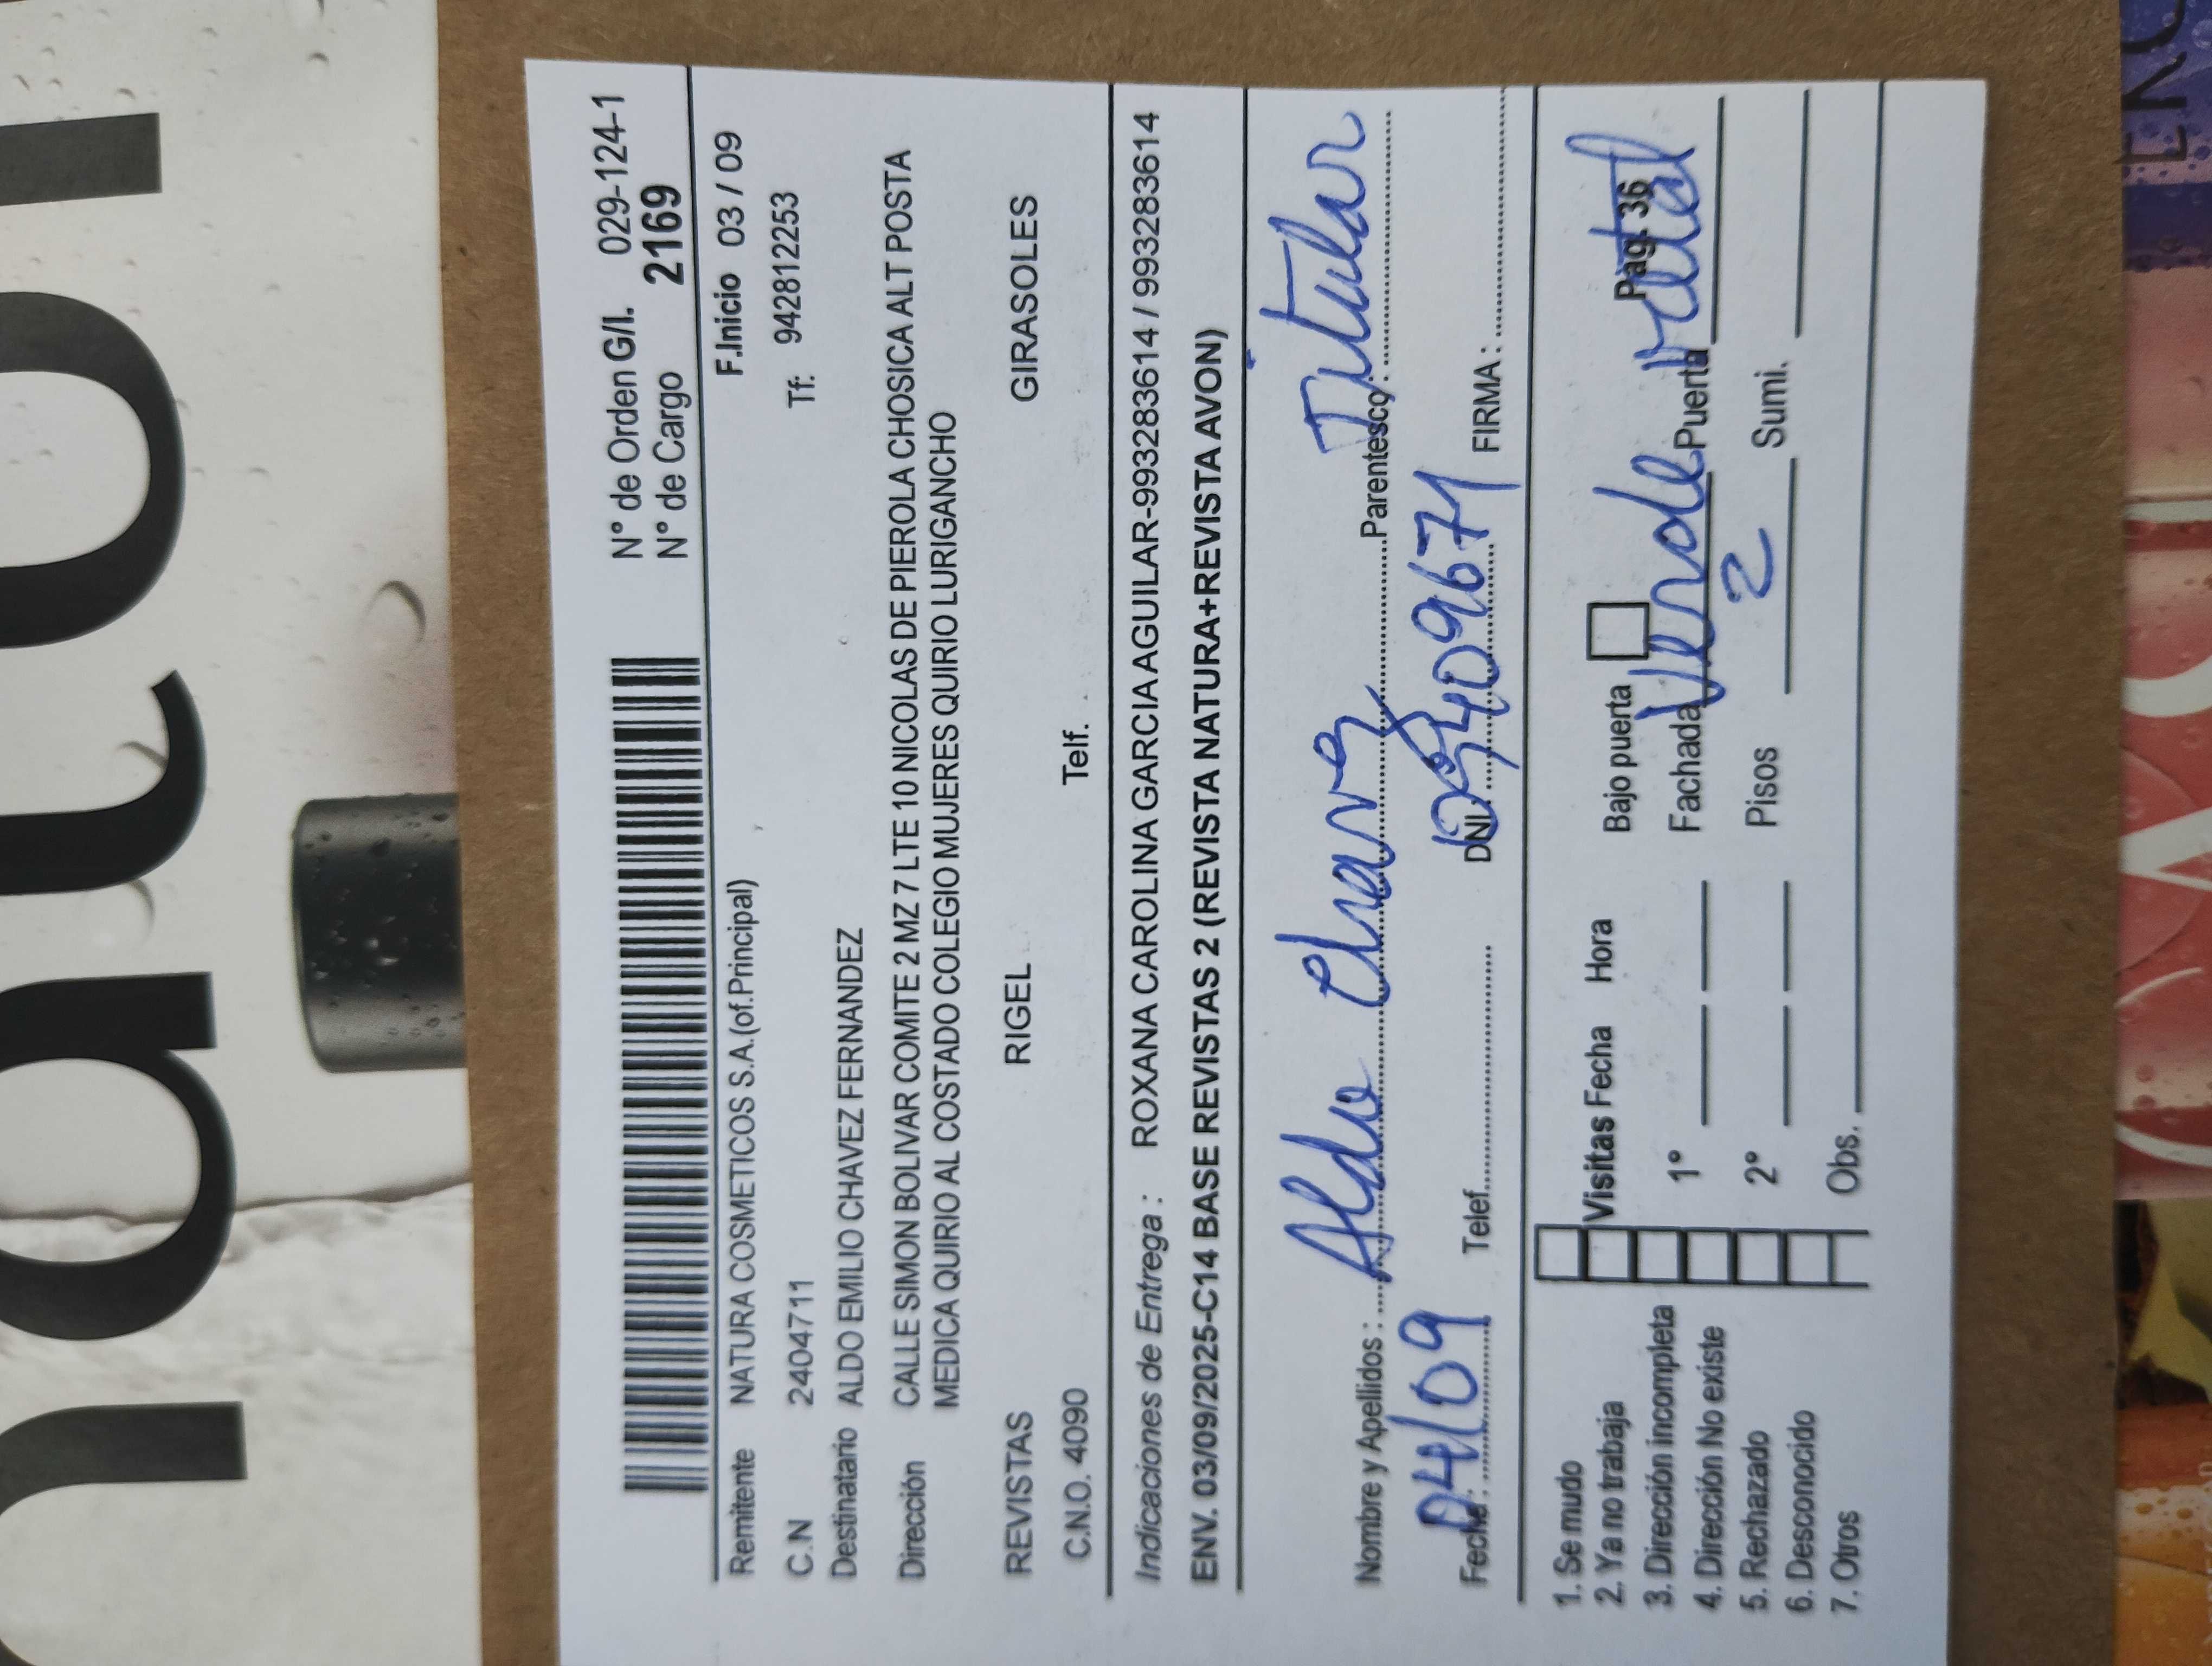 natural
N° de Orden G/I. 029-124-1
N° de Cargo 2169
Remitente NATURA COSMETICOS S.A.(of.Principal) F.Inicio 03 / 09
C.N 2404711 Tf: 942812253
Destinatario ALDO EMILIO CHAVEZ FERNANDEZ
Dirección CALLE SIMON BOLIVAR COMITE 2 MZ 7 LTE 10 NICOLAS DE PIEROLA CHOSICA ALT POSTA
MEDICA QUIRIO AL COSTADO COLEGIO MUJERES QUIRIO LURIGANCHO
REVISTAS RIGEL GIRASOLES
C.N.O. 4090 Telf.
Indicaciones de Entrega : ROXANA CAROLINA GARCIA AGUILAR-993283614 / 993283614
ENV. 03/09/2025-C14 BASE REVISTAS 2 (REVISTA NATURA+REVISTA AVON)
Nombre y Apellidos : Aldo Chavez Parentesco: Titular
Fecha : 04/09 Telef. DNI: FIRMA :
1. Se mudo
2. Ya no trabaja
3. Dirección incompleta
4. Dirección No existe
5. Rechazado
6. Desconocido
7. Otros
Visitas Fecha Hora Bajo puerta Pág. 36
1° Fachada Verde Puerta Metal
2° Pisos 2 Sumi.
Obs.